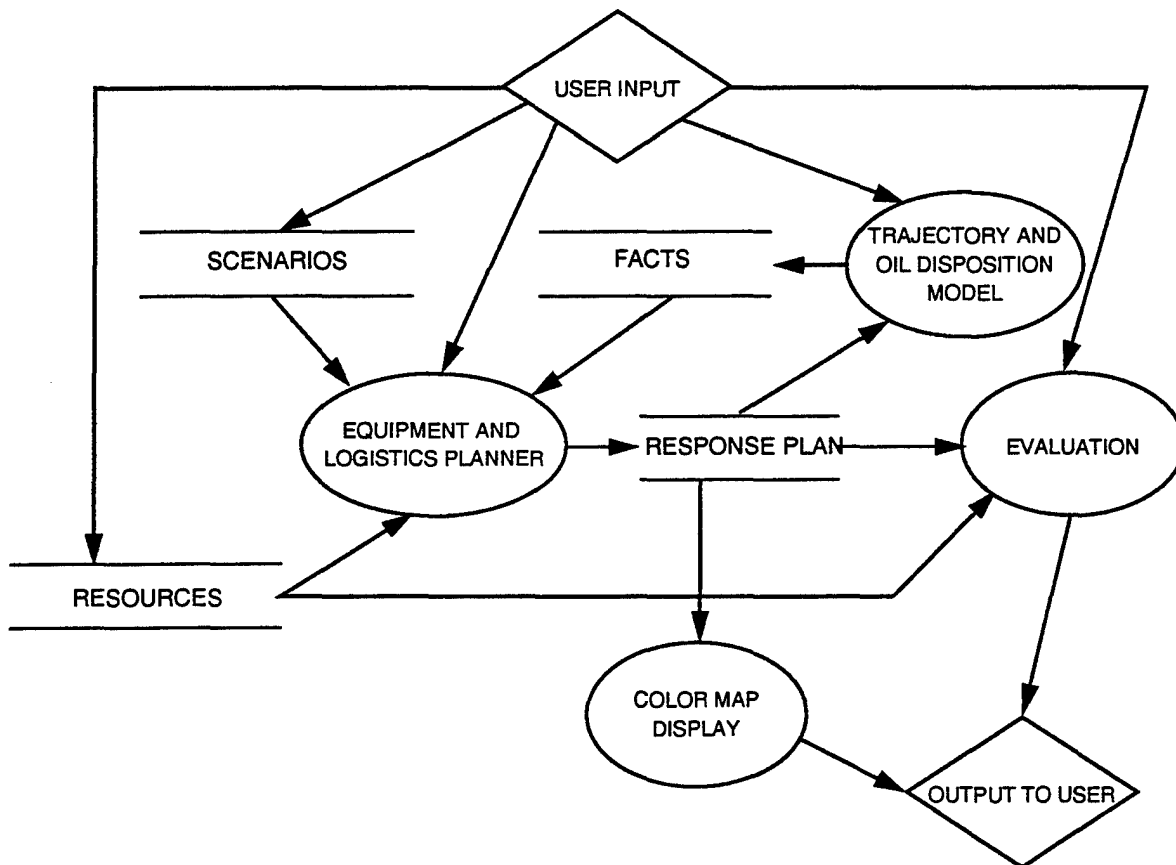 USER INPUT
SCENARIOS
FACTS
TRAJECTORY AND
OIL DISPOSITION
MODEL
EQUIPMENT AND
LOGISTICS PLANNER
RESPONSE PLAN
EVALUATION
RESOURCES
COLOR MAP
DISPLAY
OUTPUT TO USER